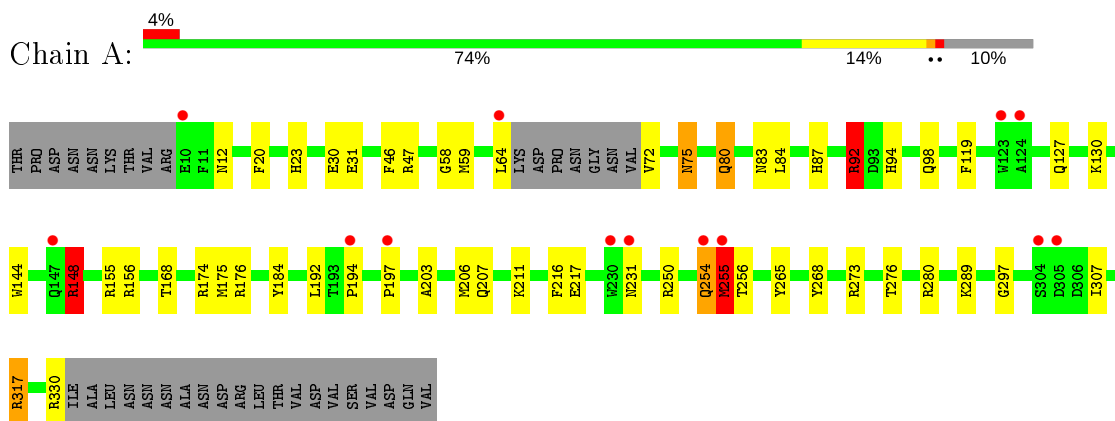 4%
Chain A:
74% 14% •• 10%
THR PRO ASP ASN ASN LYS THR VAL ARG E10 F11 N12 F20 H23 E30 E31 F46 R47 G58 M59 L64 LYS ASP PRO ASN GLY ASN VAL V72 N75 Q80 N83 L84 H87 R92 D93 H94 Q98 F119 W123 A124 Q127 K130
W144 Q147 R148 R155 R156 T168 R174 M175 R176 Y184 L192 T193 P194 P197 A203 M206 Q207 K211 F216 E217 W230 N231 R250 Q254 M255 T256 Y265 Y268 R273 T276 R280 K289 G297 S304 D305 D306 I307
R317 R330 ILE ALA LEU ASN ASN ASN ALA ASN ASP ARG LEU THR VAL ASP VAL SER VAL ASP GLN VAL